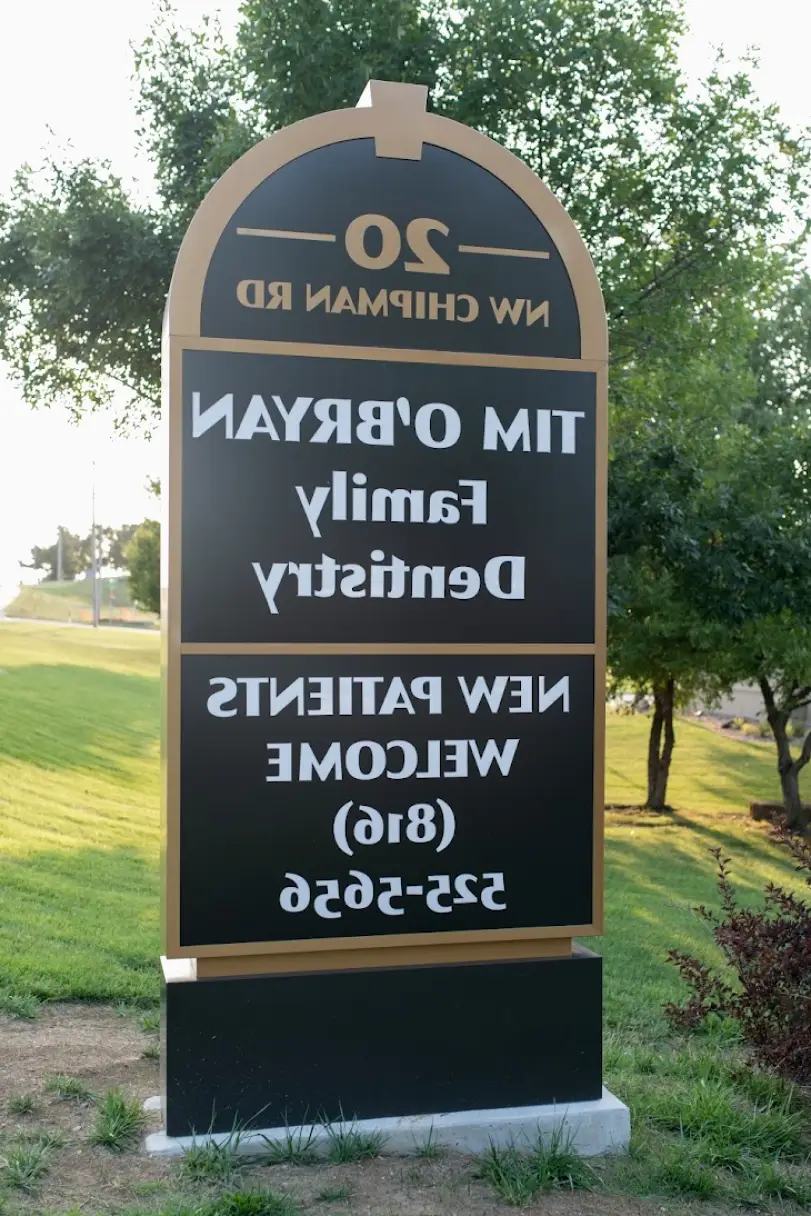 20
NW CHIPMAN RD
TIM O'BRYAN
Family
Dentistry
NEW PATIENTS
WELCOME
(816)
525-5656